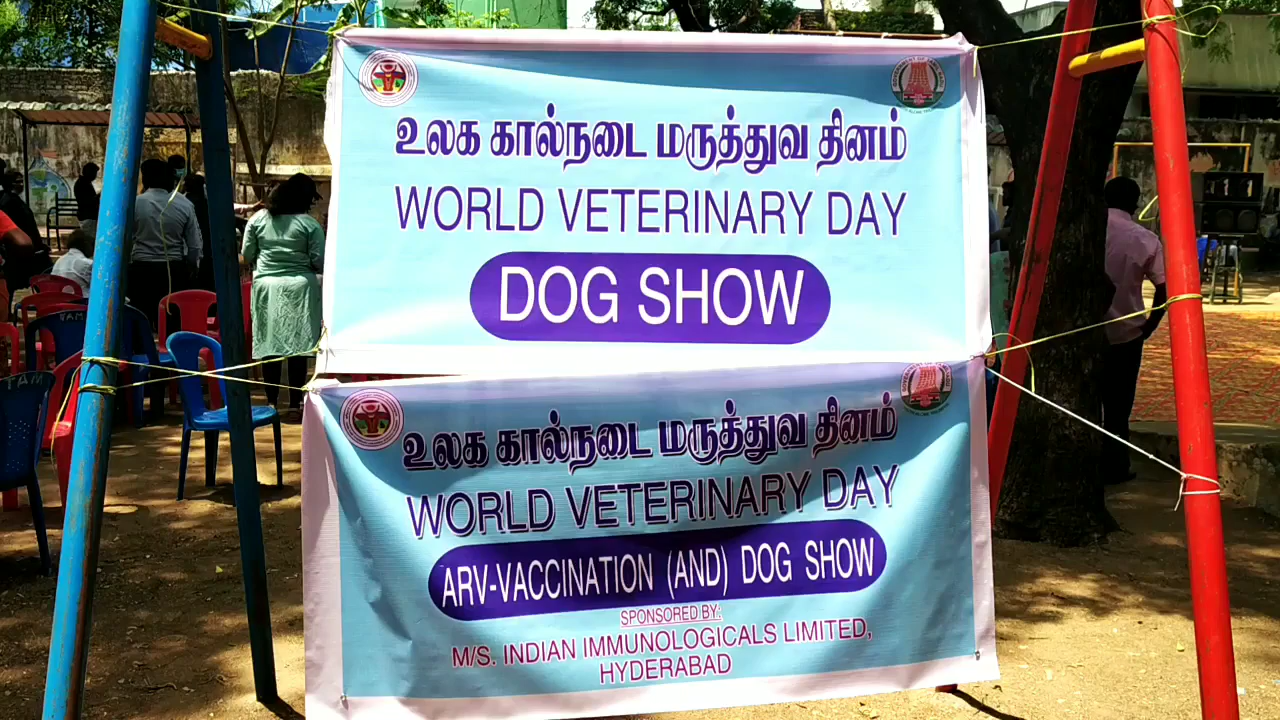 உலக கால்நடை மருத்துவ தினம்
WORLD VETERINARY DAY
DOG SHOW
உலக கால்நடை மருத்துவ தினம்
WORLD VETERINARY DAY
ARV-VACCINATION (AND) DOG SHOW
SPONSORED BY:
M/S. INDIAN IMMUNOLOGICALS LIMITED,
HYDERABAD